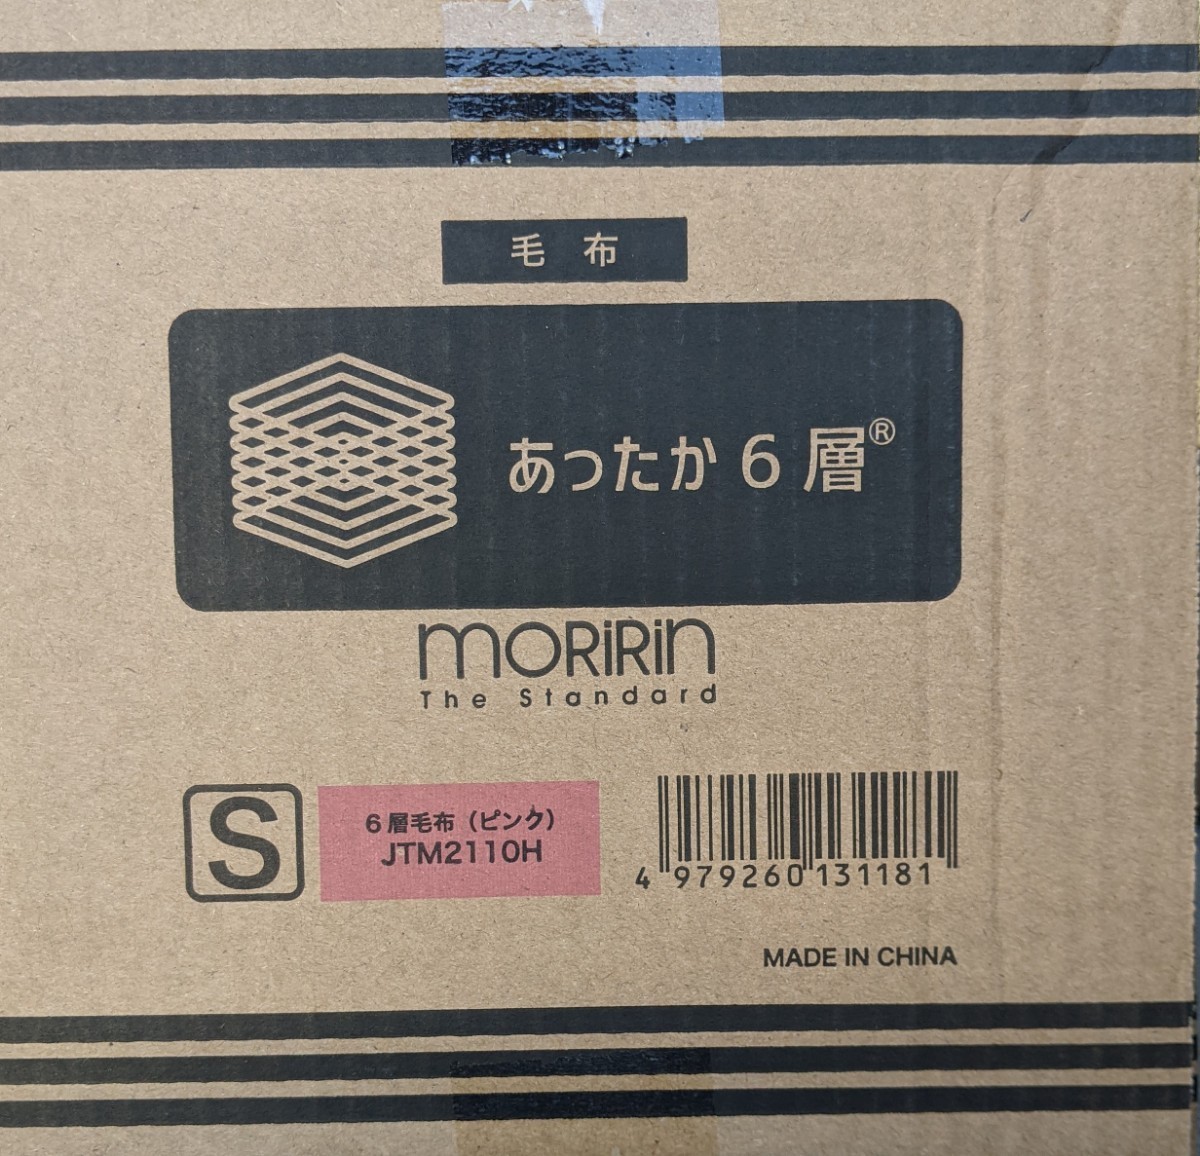 毛布
あったか6層®
moRiRin
The Standard
S
6層毛布（ピンク）
JTM2110H
4 979260 131181
MADE IN CHINA